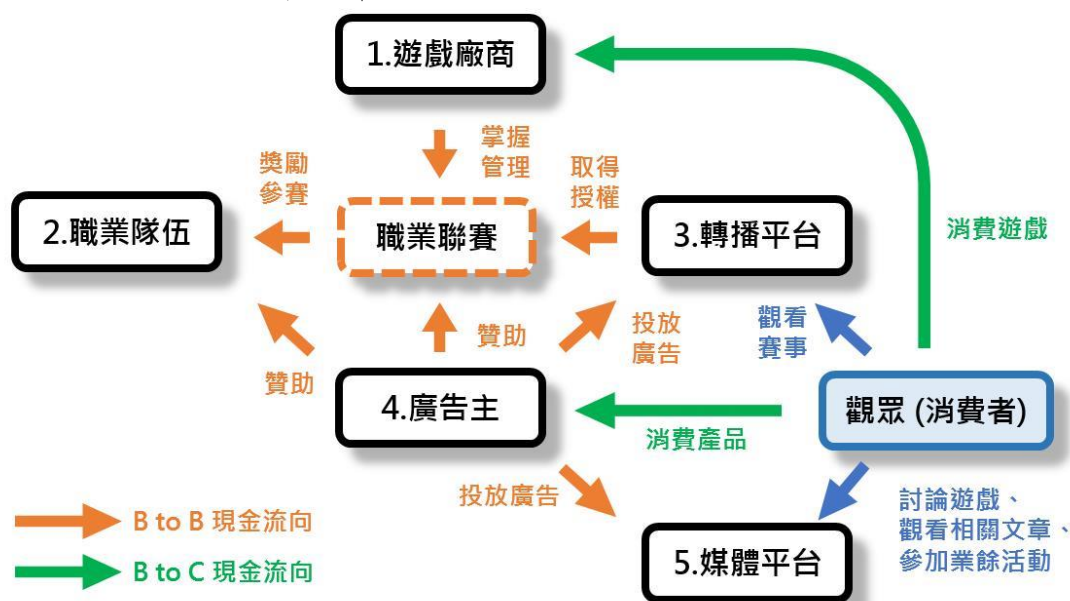 1.遊戲廠商
掌握
管理
獎勵
參賽
取得
授權
2.職業隊伍
職業聯賽
3.轉播平台
消費遊戲
贊助
贊助
投放
廣告
觀看
賽事
4.廣告主
消費產品
觀眾 (消費者)
投放廣告
討論遊戲、
觀看相關文章、
參加業餘活動
5.媒體平台
B to B 現金流向
B to C 現金流向